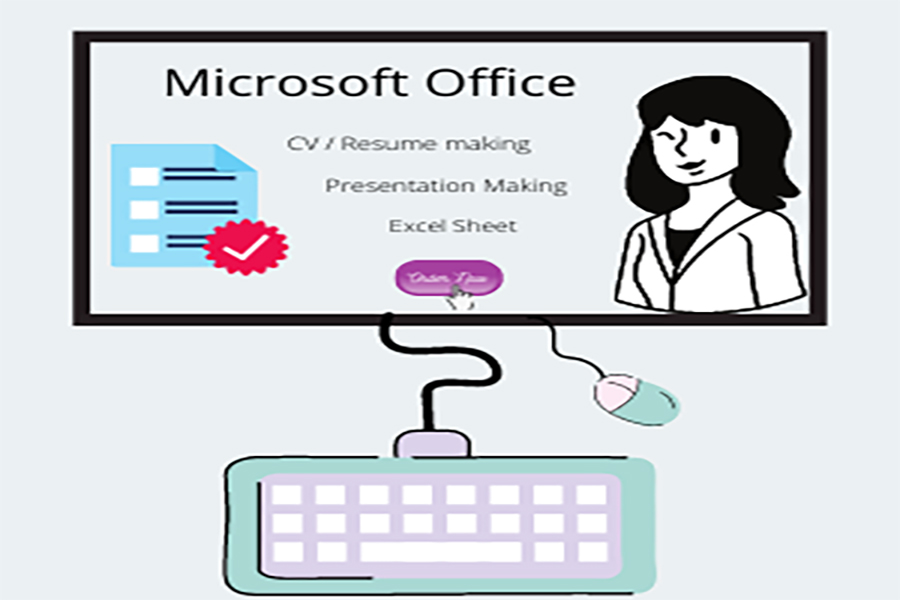 Microsoft Office
CV / Resume making
Presentation Making
Excel Sheet